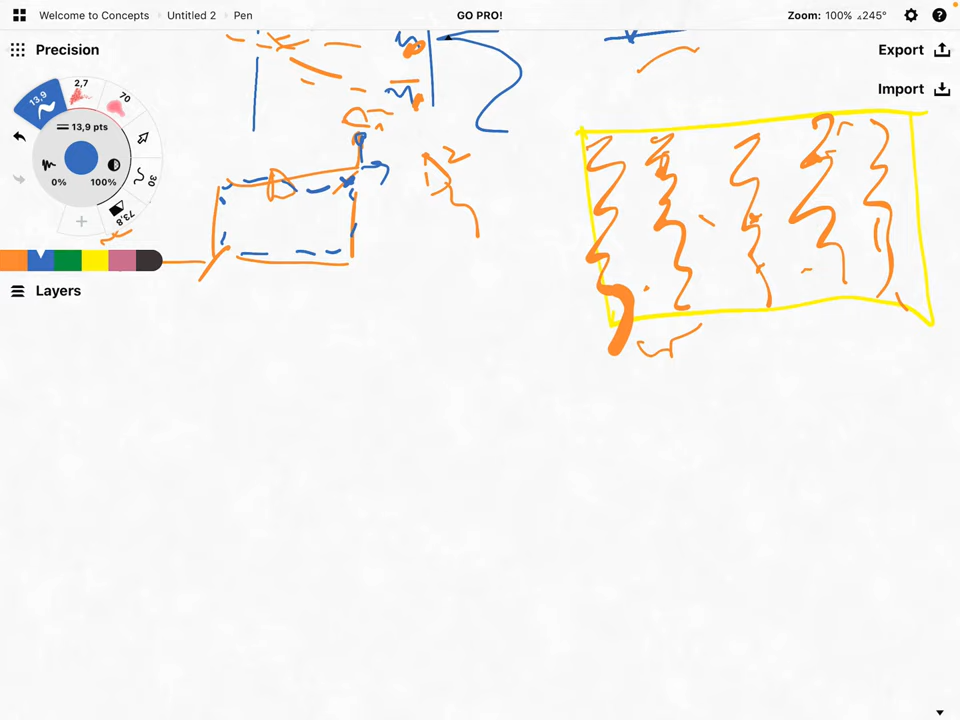 Welcome to Concepts › Untitled 2 › Pen
GO PRO!
Zoom: 100% 245°
Precision
Export
Import
2,7
70
13,9
13,9 pts
0%
100%
30
73,8
Layers